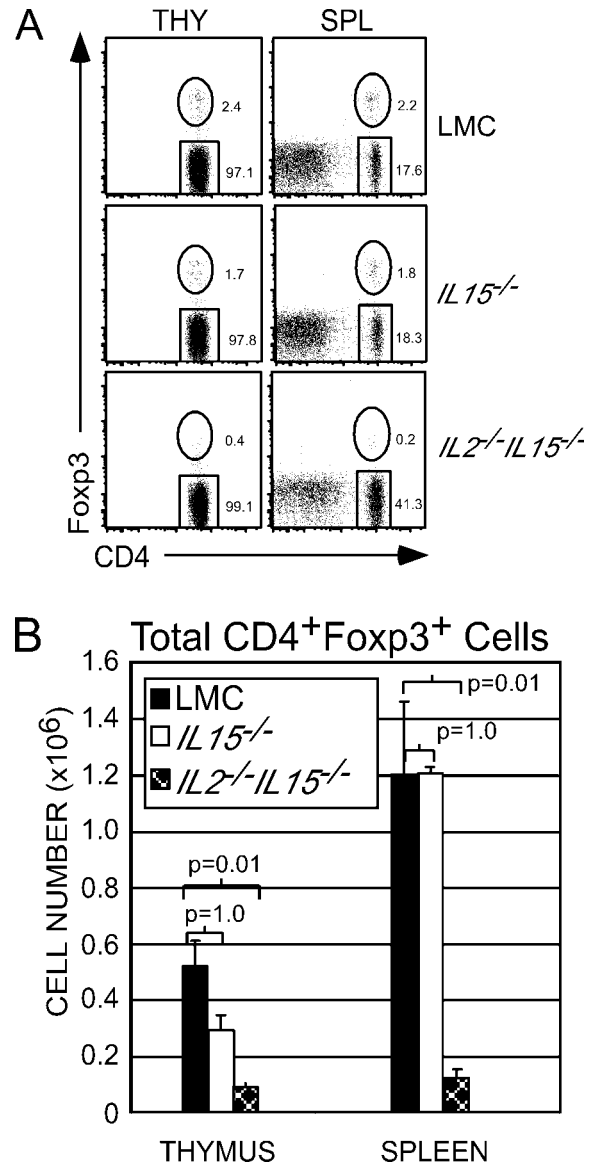 A
THY SPL
2.4 2.2
97.1 17.6
LMC
1.7 1.8
97.8 18.3
IL15-/-
0.4 0.2
99.1 41.3
IL2-/-IL15-/-
Foxp3
CD4
B
Total CD4+Foxp3+ Cells
CELL NUMBER (x10⁶)
1.6
1.4
1.2
1.0
0.8
0.6
0.4
0.2
0
LMC
IL15-/-
IL2-/-IL15-/-
p=0.01
p=1.0
p=0.01
p=1.0
THYMUS SPLEEN